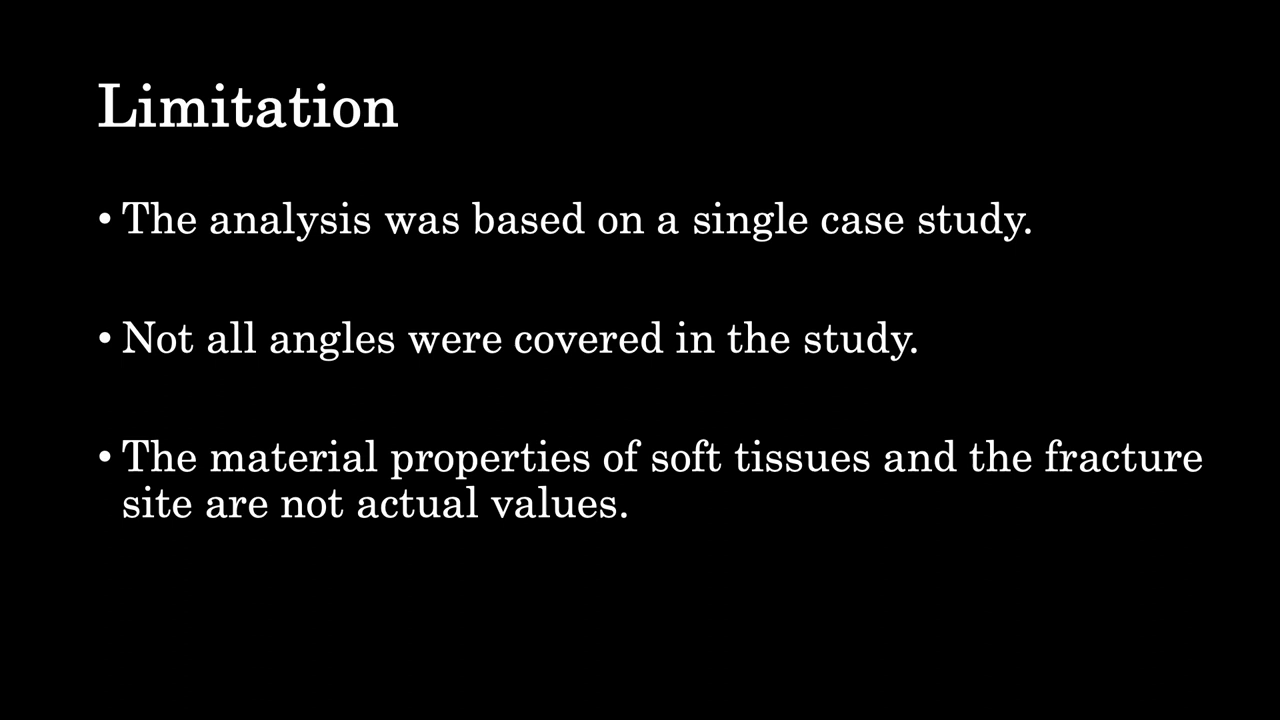 Limitation
• The analysis was based on a single case study.
• Not all angles were covered in the study.
• The material properties of soft tissues and the fracture
site are not actual values.